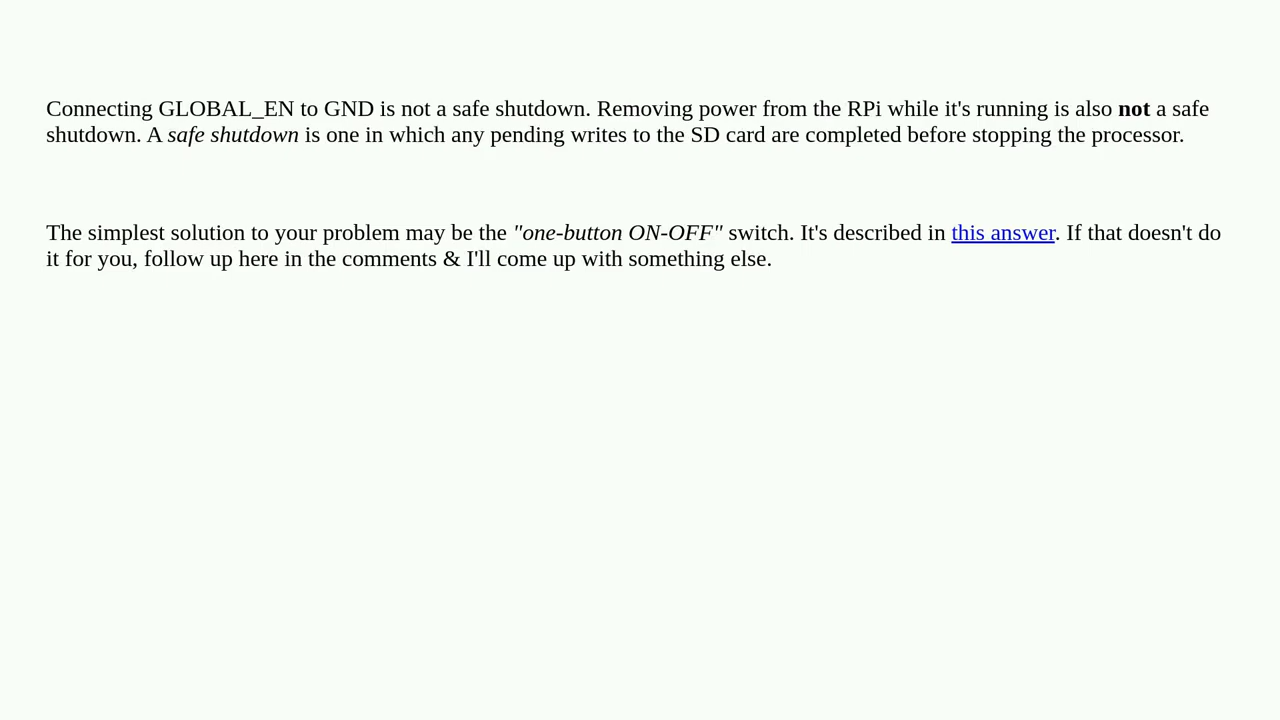 Connecting GLOBAL_EN to GND is not a safe shutdown. Removing power from the RPi while it's running is also not a safe
shutdown. A safe shutdown is one in which any pending writes to the SD card are completed before stopping the processor.
The simplest solution to your problem may be the "one-button ON-OFF" switch. It's described in this answer. If that doesn't do
it for you, follow up here in the comments & I'll come up with something else.